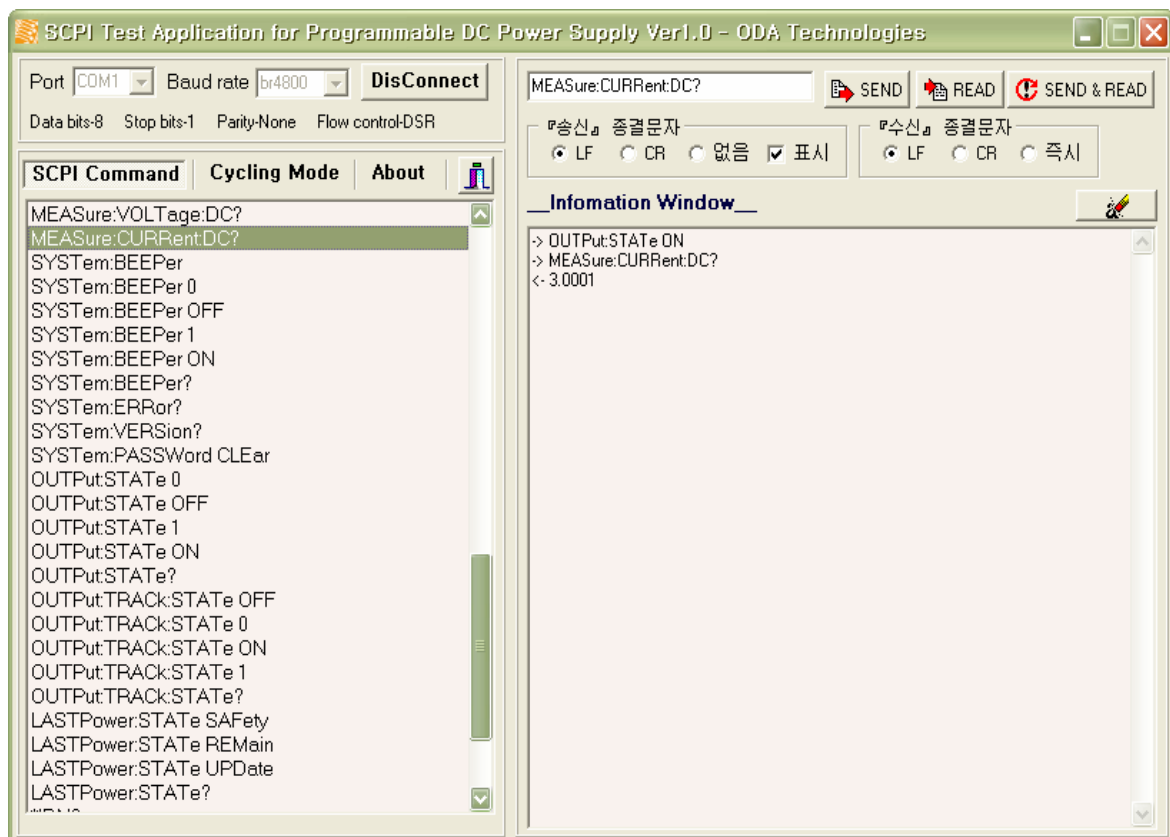 SCPI Test Application for Programmable DC Power Supply Ver1.0 - ODA Technologies
Port COM1 Baud rate br4800 DisConnect
Data bits-8 Stop bits-1 Parity-None Flow control-DSR
SCPI Command Cycling Mode About
MEASure:VOLTage:DC?
MEASure:CURRent:DC?
SYSTem:BEEPer
SYSTem:BEEPer 0
SYSTem:BEEPer OFF
SYSTem:BEEPer 1
SYSTem:BEEPer ON
SYSTem:BEEPer?
SYSTem:ERRor?
SYSTem:VERSion?
SYSTem:PASSWord CLEar
OUTPut:STATe 0
OUTPut:STATe OFF
OUTPut:STATe 1
OUTPut:STATe ON
OUTPut:STATe?
OUTPut:TRACk:STATe OFF
OUTPut:TRACk:STATe 0
OUTPut:TRACk:STATe ON
OUTPut:TRACk:STATe 1
OUTPut:TRACk:STATe?
LASTPower:STATe SAFety
LASTPower:STATe REMain
LASTPower:STATe UPDate
LASTPower:STATe?
MEASure:CURRent:DC? SEND READ SEND & READ
『송신』 종결문자 『수신』 종결문자
LF CR 없음 표시 LF CR 즉시
__Infomation Window__
-> OUTPut:STATe ON
-> MEASure:CURRent:DC?
<- 3.0001